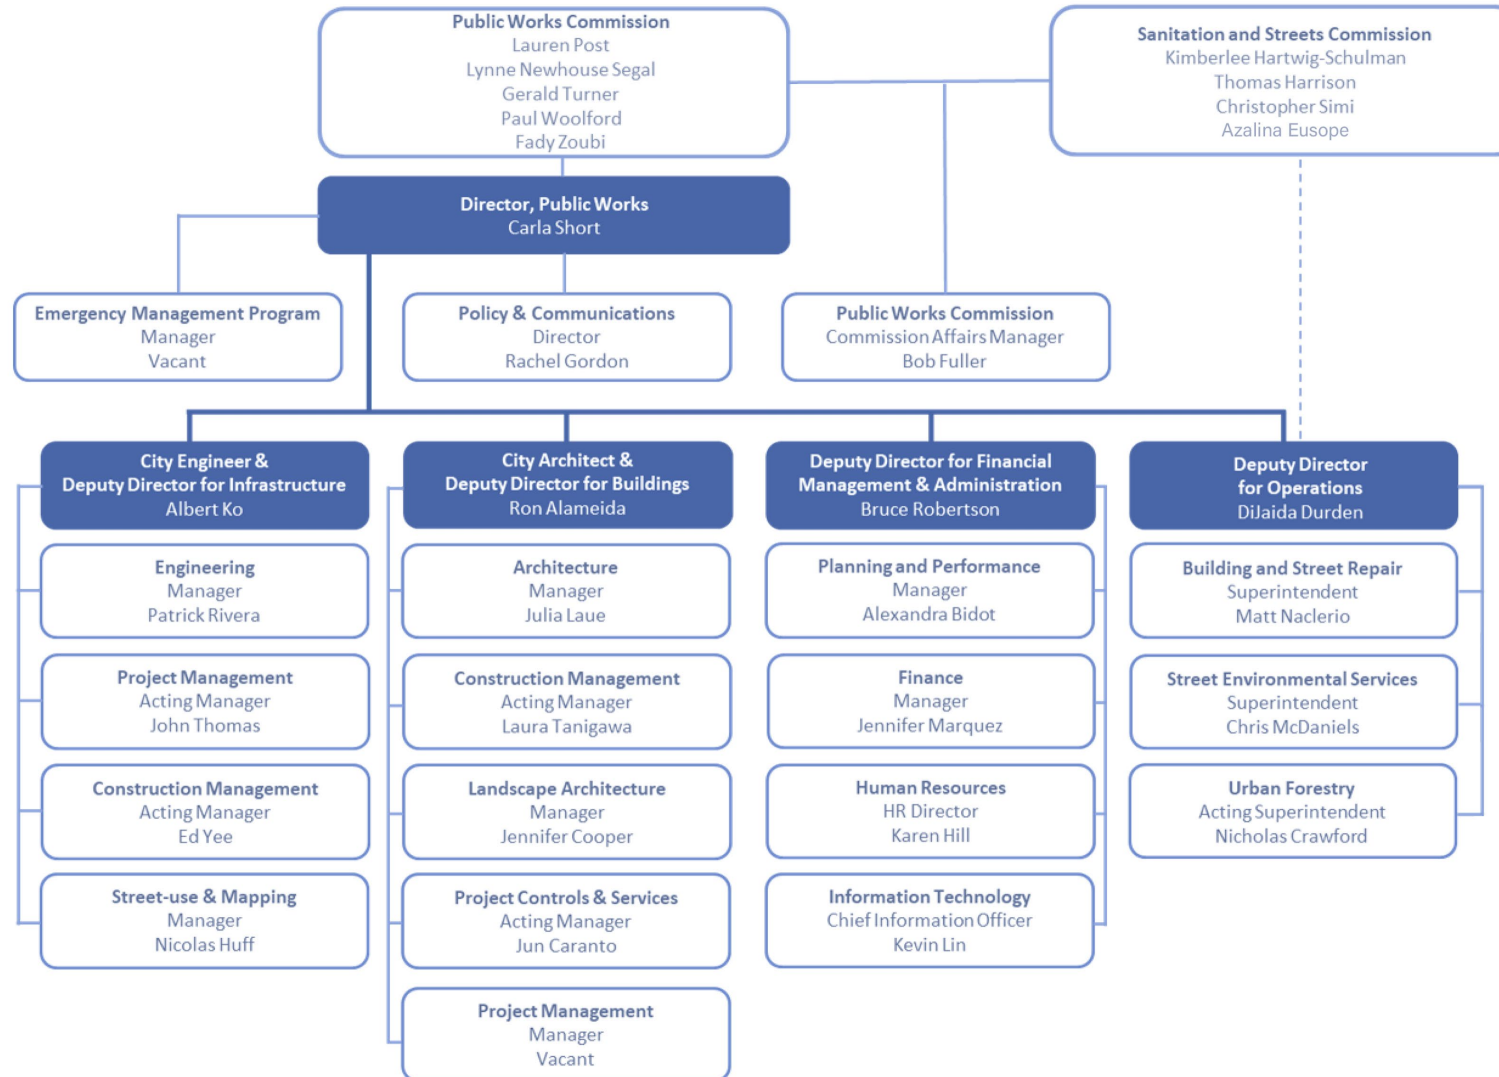 Public Works Commission
Lauren Post
Lynne Newhouse Segal
Gerald Turner
Paul Woolford
Fady Zoubi
Sanitation and Streets Commission
Kimberlee Hartwig-Schulman
Thomas Harrison
Christopher Simi
Azalina Eusope
Director, Public Works
Carla Short
Emergency Management Program
Manager
Vacant
Policy & Communications
Director
Rachel Gordon
Public Works Commission
Commission Affairs Manager
Bob Fuller
City Engineer &
Deputy Director for Infrastructure
Albert Ko
Engineering
Manager
Patrick Rivera
Project Management
Acting Manager
John Thomas
Construction Management
Acting Manager
Ed Yee
Street-use & Mapping
Manager
Nicolas Huff
City Architect &
Deputy Director for Buildings
Ron Alameida
Architecture
Manager
Julia Laue
Construction Management
Acting Manager
Laura Tanigawa
Landscape Architecture
Manager
Jennifer Cooper
Project Controls & Services
Acting Manager
Jun Caranto
Project Management
Manager
Vacant
Deputy Director for Financial
Management & Administration
Bruce Robertson
Planning and Performance
Manager
Alexandra Bidot
Finance
Manager
Jennifer Marquez
Human Resources
HR Director
Karen Hill
Information Technology
Chief Information Officer
Kevin Lin
Deputy Director
for Operations
DiJaida Durden
Building and Street Repair
Superintendent
Matt Naclerio
Street Environmental Services
Superintendent
Chris McDaniels
Urban Forestry
Acting Superintendent
Nicholas Crawford